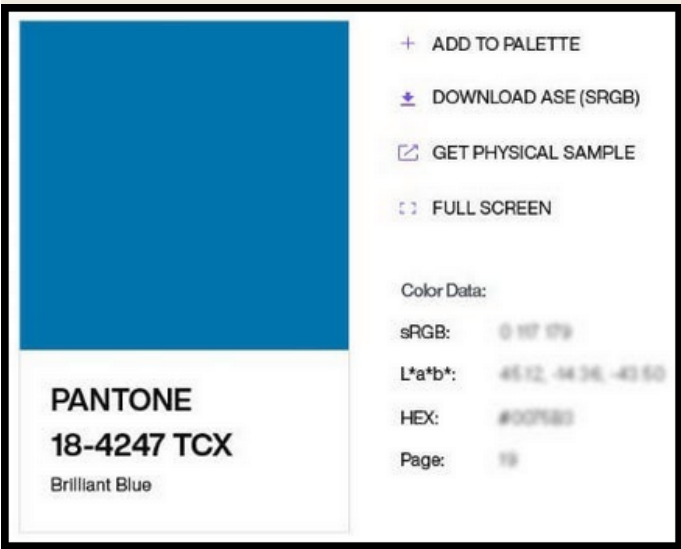 ADD TO PALETTE
DOWNLOAD ASE (SRGB)
GET PHYSICAL SAMPLE
FULL SCREEN
Color Data:
sRGB:
L*a*b*:
HEX:
Page:
PANTONE
18-4247 TCX
Brilliant Blue